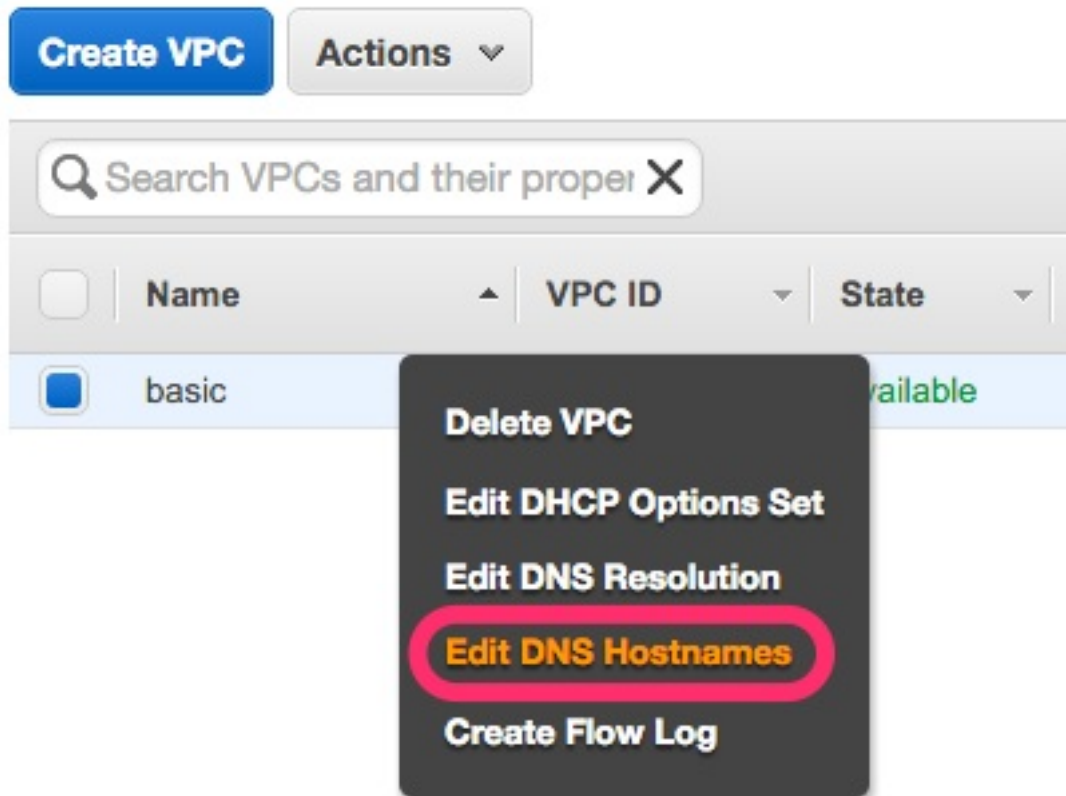 Create VPC Actions
Search VPCs and their proper
Name VPC ID State
basic vailable
Delete VPC
Edit DHCP Options Set
Edit DNS Resolution
Edit DNS Hostnames
Create Flow Log